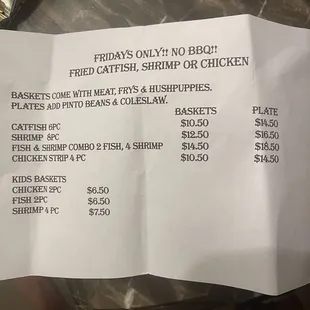 FRIDAYS ONLY!! NO BBQ!!
FRIED CATFISH, SHRIMP OR CHICKEN
BASKETS COME WITH MEAT, FRYS & HUSHPUPPIES.
PLATES ADD PINTO BEANS & COLESLAW.
BASKETS PLATE
CATFISH 6PC $10.50 $14.50
SHRIMP 8PC $12.50 $16.50
FISH & SHRIMP COMBO 2 FISH, 4 SHRIMP $14.50 $18.50
CHICKEN STRIP 4 PC $10.50 $14.50
KIDS BASKETS
CHICKEN 2PC $6.50
FISH 2PC $6.50
SHRIMP 4 PC $7.50